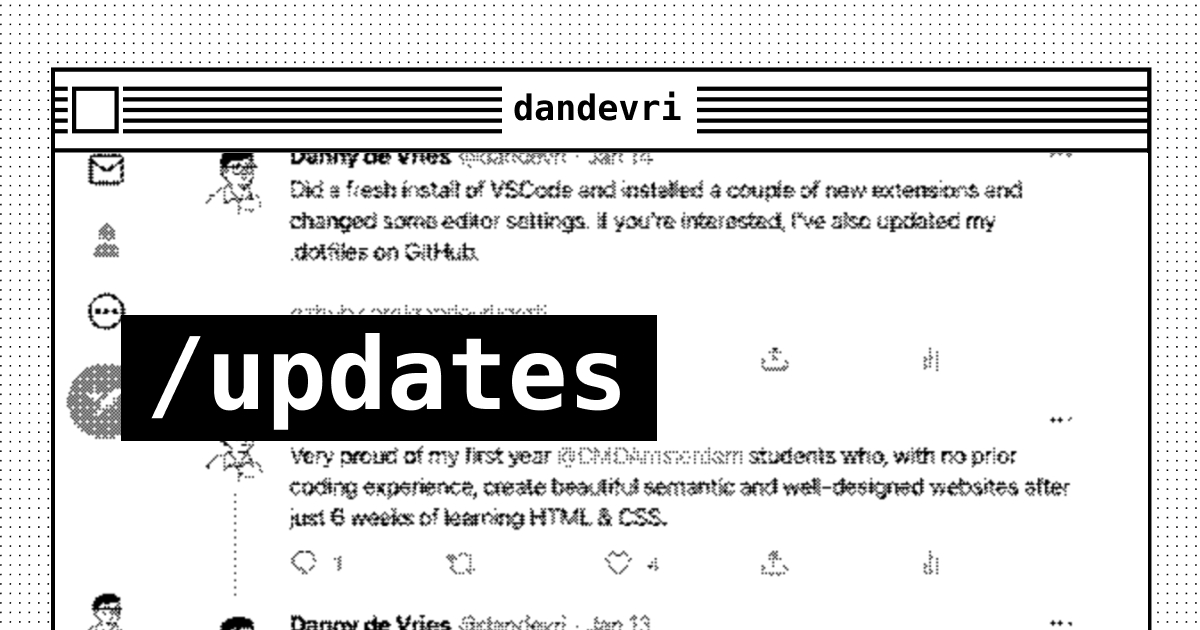 dandevri
Danny de Vries @dandevri · Jan 14
Did a fresh install of VSCode and installed a couple of new extensions and
changed some editor settings. If you're interested, I've also updated my
.dotfiles on GitHub.
/updates
Very proud of my first year @CMDAmsterdam students who, with no prior
coding experience, create beautiful semantic and well-designed websites after
just 6 weeks of learning HTML & CSS.
1 4
Danny de Vries @dandevri · Jan 13